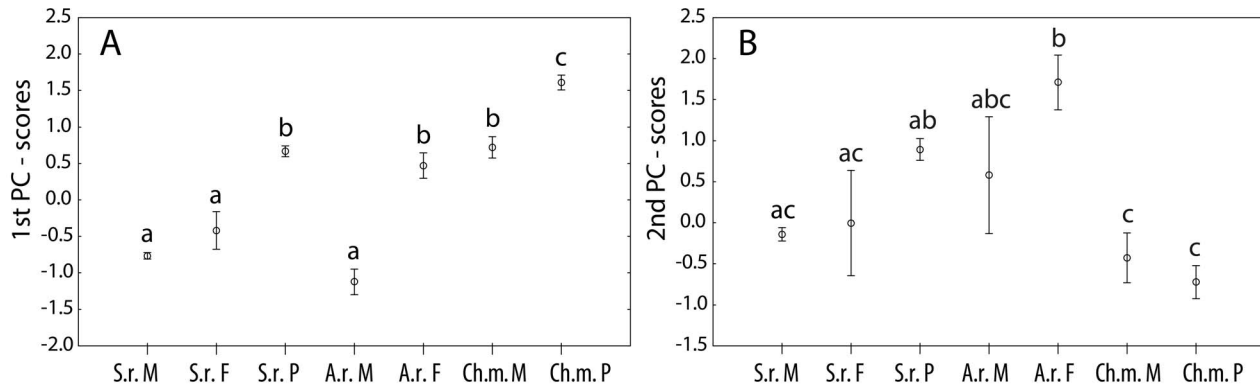 A
1st PC - scores
2.5
2.0
1.5
1.0
0.5
0.0
-0.5
-1.0
-1.5
-2.0
a
a
b
a
b
b
c
S.r. M S.r. F S.r. P A.r. M A.r. F Ch.m. M Ch.m. P
B
2nd PC - scores
2.5
2.0
1.5
1.0
0.5
0.0
-0.5
-1.0
-1.5
ac
ac
ab
abc
b
c
c
S.r. M S.r. F S.r. P A.r. M A.r. F Ch.m. M Ch.m. P